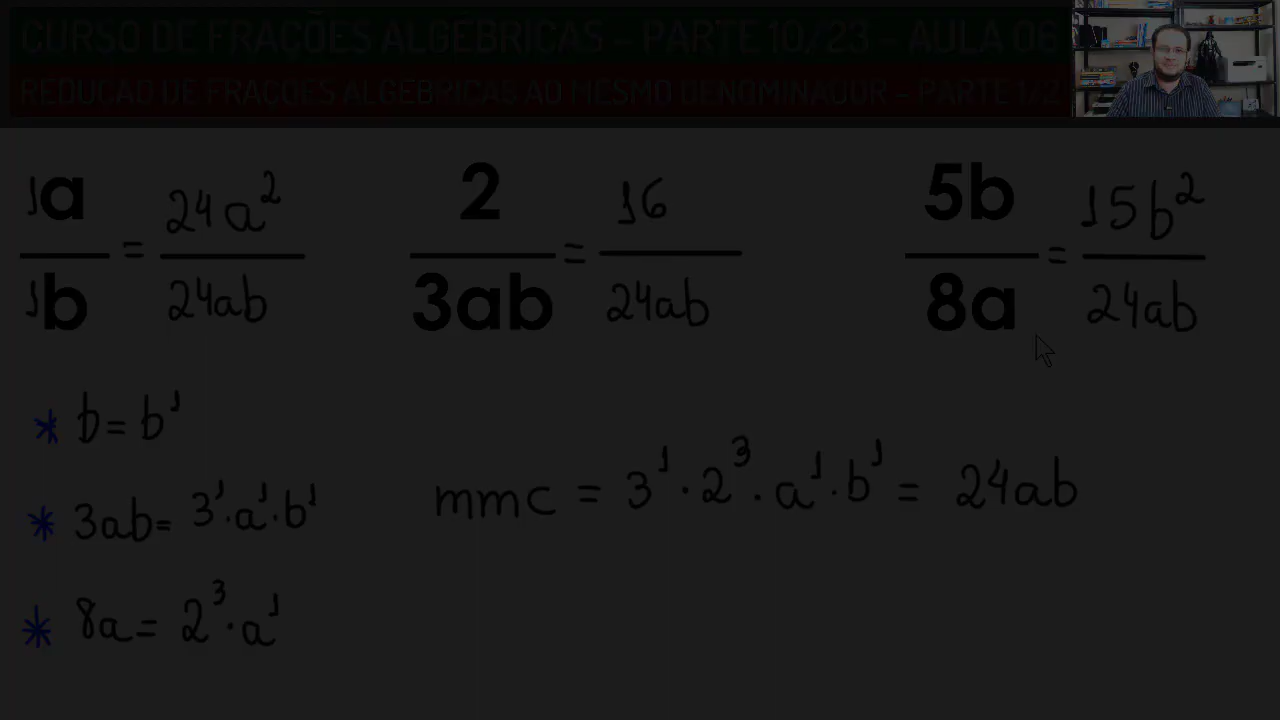 CURSO DE FRAÇÕES ALGÉBRICAS - PARTE 10/23 - AULA 06
REDUÇÃO DE FRAÇÕES ALGÉBRICAS AO MESMO DENOMINADOR - PARTE 1/2
1a/1b = 24a²/24ab
2/3ab = 16/24ab
5b/8a = 15b²/24ab
* b = b¹
* 3ab = 3¹·a¹·b¹
mmc = 3¹·2³·a¹·b¹ = 24ab
* 8a = 2³·a¹